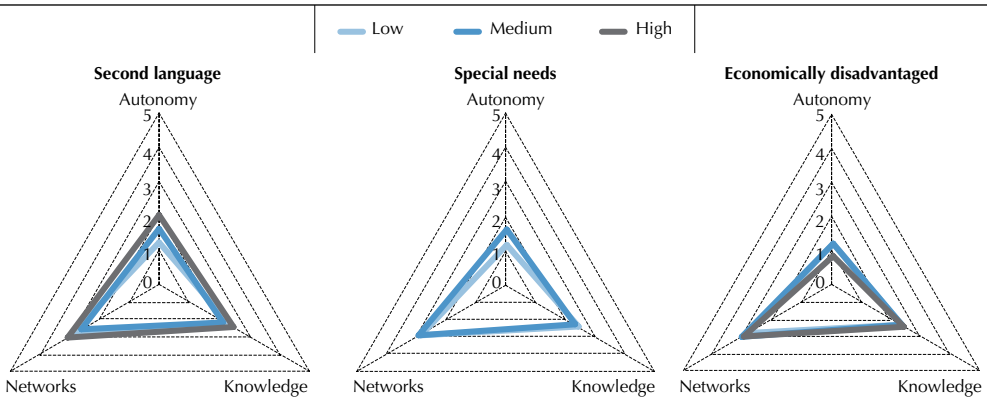 Low Medium High
Second language
Autonomy
5
4
3
2
1
0
Networks Knowledge
Special needs
Autonomy
5
4
3
2
1
0
Networks Knowledge
Economically disadvantaged
Autonomy
5
4
3
2
1
0
Networks Knowledge